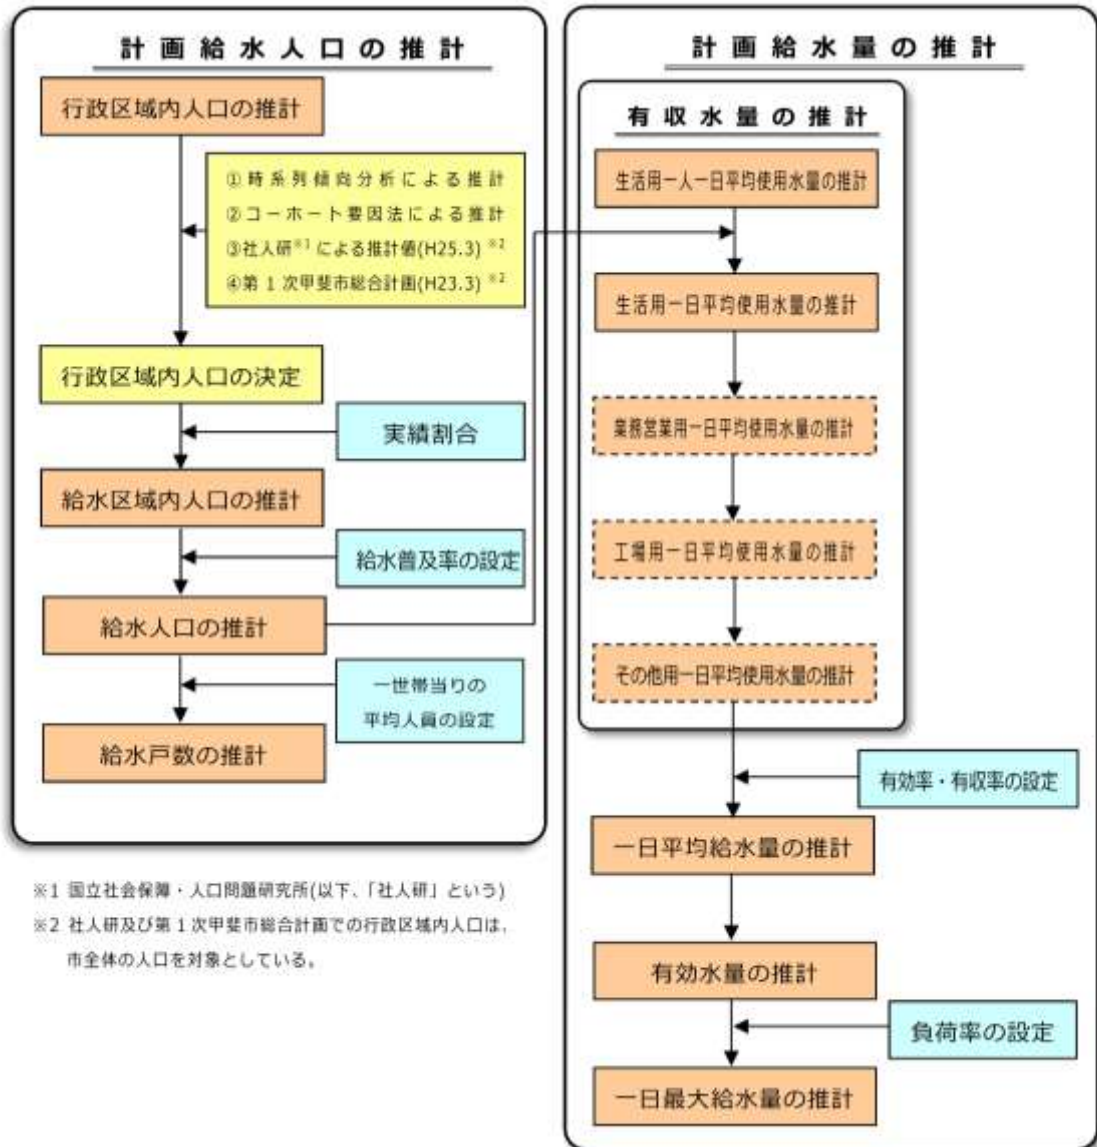 計画給水人口の推計
行政区域内人口の推計
①時系列傾向分析による推計
②コーホート要因法による推計
③社人研※1による推計値(H25.3)※2
④第1次甲斐市総合計画(H23.3)※2
行政区域内人口の決定
実績割合
給水区域内人口の推計
給水普及率の設定
給水人口の推計
一世帯当りの
平均人員の設定
給水戸数の推計
※1 国立社会保障・人口問題研究所(以下、「社人研」という)
※2 社人研及び第1次甲斐市総合計画での行政区域内人口は、
市全体の人口を対象としている。
計画給水量の推計
有収水量の推計
生活用一人一日平均使用水量の推計
生活用一日平均使用水量の推計
業務営業用一日平均使用水量の推計
工場用一日平均使用水量の推計
その他用一日平均使用水量の推計
有効率・有収率の設定
一日平均給水量の推計
有効水量の推計
負荷率の設定
一日最大給水量の推計